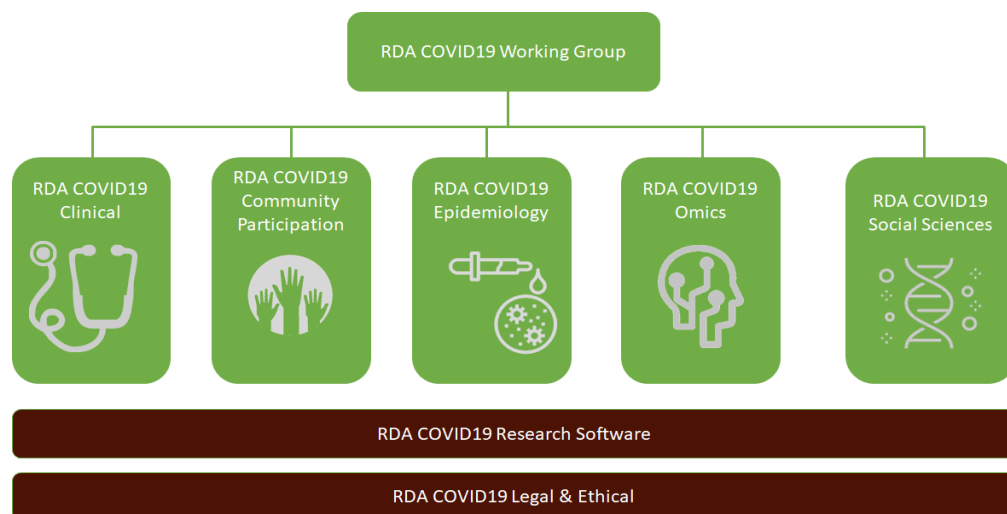 RDA COVID19 Working Group
RDA COVID19
Clinical
RDA COVID19
Community
Participation
RDA COVID19
Epidemiology
RDA COVID19
Omics
RDA COVID19
Social Sciences
RDA COVID19 Research Software
RDA COVID19 Legal & Ethical